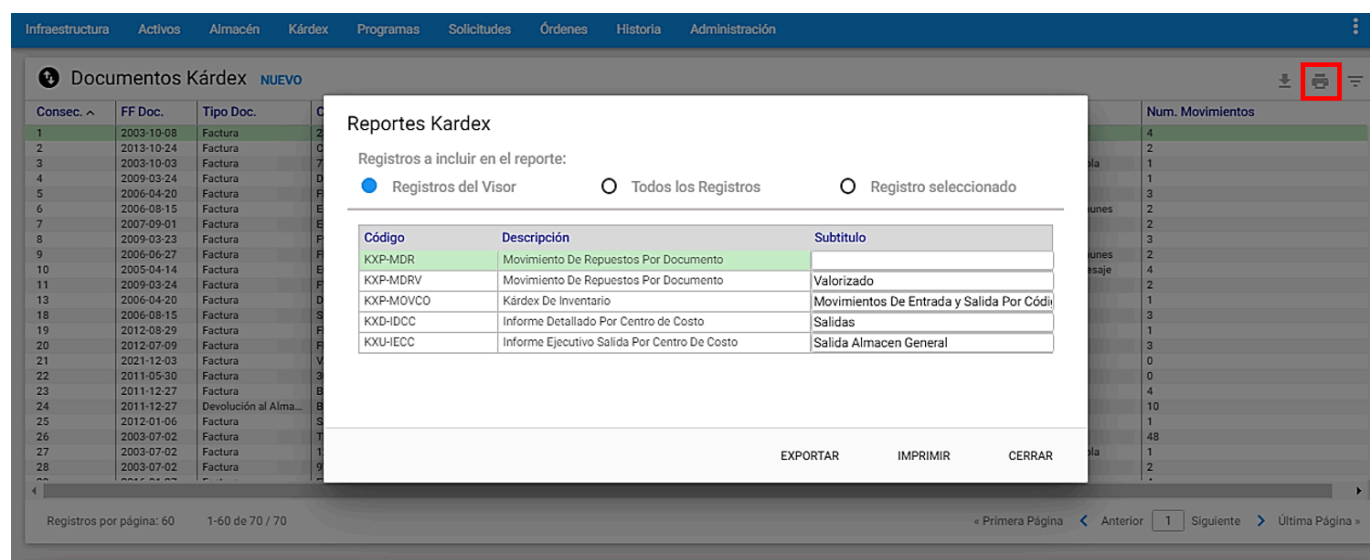 Infraestructura Activos Almacén Kárdex Programas Solicitudes Órdenes Historia Administración
Documentos Kárdex NUEVO
Consec. FF Doc. Tipo Doc. Num. Movimientos
1 2003-10-08 Factura 4
2 2013-10-24 Factura 2
3 2003-10-03 Factura 1
4 2009-03-24 Factura 1
5 2006-04-20 Factura 3
6 2006-08-15 Factura 2
7 2007-09-01 Factura 2
8 2009-03-23 Factura 3
9 2006-06-27 Factura 2
10 2005-04-14 Factura 4
11 2009-03-24 Factura 2
13 2006-04-20 Factura 1
18 2006-08-15 Factura 3
19 2012-08-29 Factura 1
20 2012-07-09 Factura 3
21 2021-12-03 Factura 0
22 2011-05-30 Factura 0
23 2011-12-27 Factura 4
24 2011-12-27 Devolución al Alma... 10
25 2012-01-06 Factura 1
26 2003-07-02 Factura 48
27 2003-07-02 Factura 1
28 2003-07-02 Factura 2
Reportes Kardex
Registros a incluir en el reporte:
Registros del Visor Todos los Registros Registro seleccionado
Código Descripción Subtitulo
KXP-MDR Movimiento De Repuestos Por Documento
KXP-MDRV Movimiento De Repuestos Por Documento Valorizado
KXP-MOVCO Kárdex De Inventario Movimientos De Entrada y Salida Por Códi
KXD-IDCC Informe Detallado Por Centro de Costo Salidas
KXU-IECC Informe Ejecutivo Salida Por Centro De Costo Salida Almacen General
EXPORTAR IMPRIMIR CERRAR
Registros por página: 60 1-60 de 70 / 70 « Primera Página Anterior 1 Siguiente Última Página »